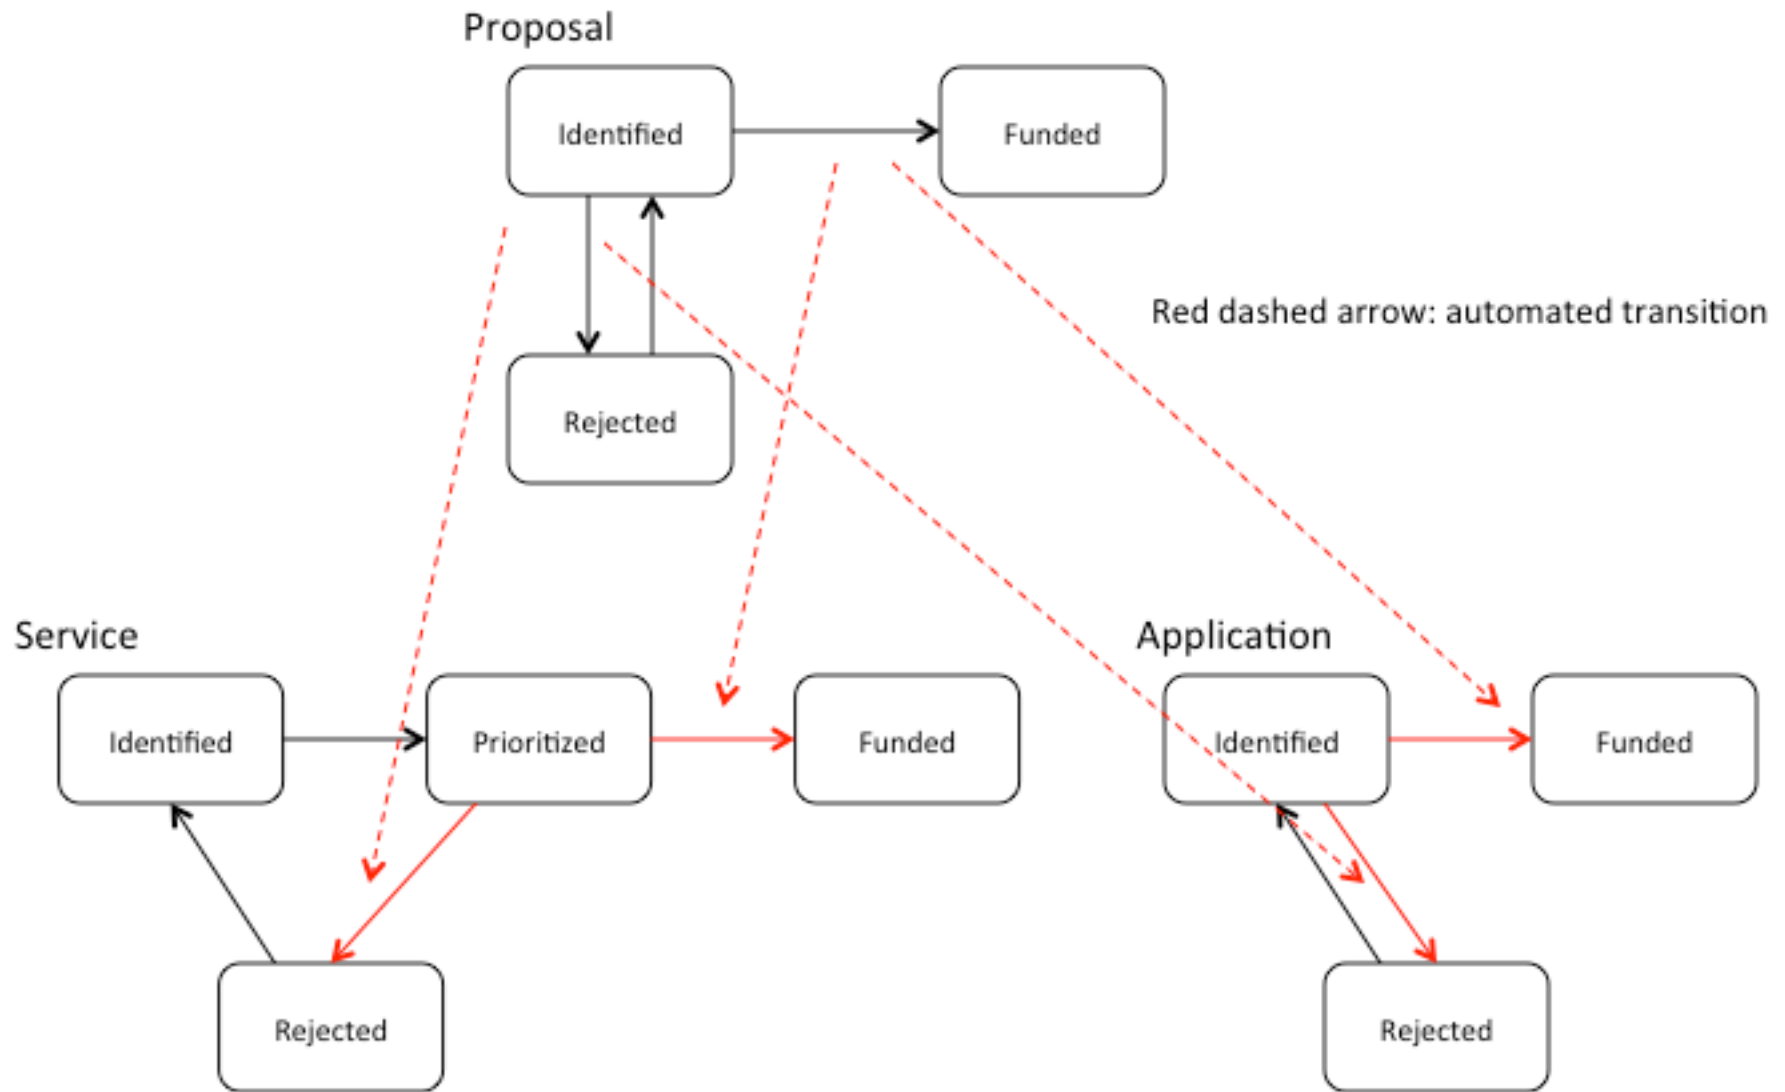 Proposal
Identified
Funded
Rejected
Red dashed arrow: automated transition
Service
Identified
Prioritized
Funded
Rejected
Application
Identified
Funded
Rejected